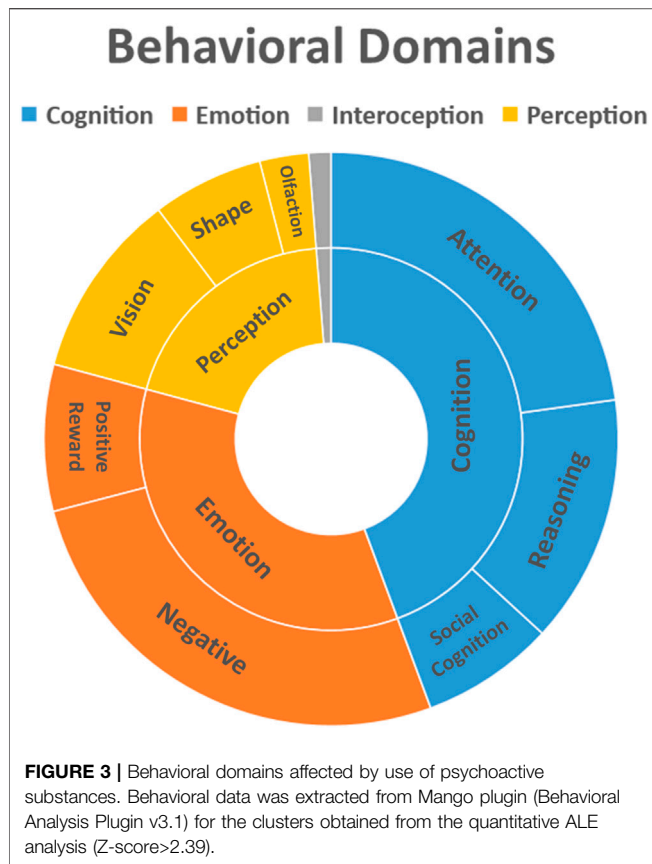 Behavioral Domains
Cognition Emotion Interoception Perception
Olfaction
Shape
Attention
Vision
Perception
Cognition
Positive
Reward
Reasoning
Emotion
Social
Cognition
Negative
FIGURE 3 | Behavioral domains affected by use of psychoactive
substances. Behavioral data was extracted from Mango plugin (Behavioral
Analysis Plugin v3.1) for the clusters obtained from the quantitative ALE
analysis (Z-score>2.39).